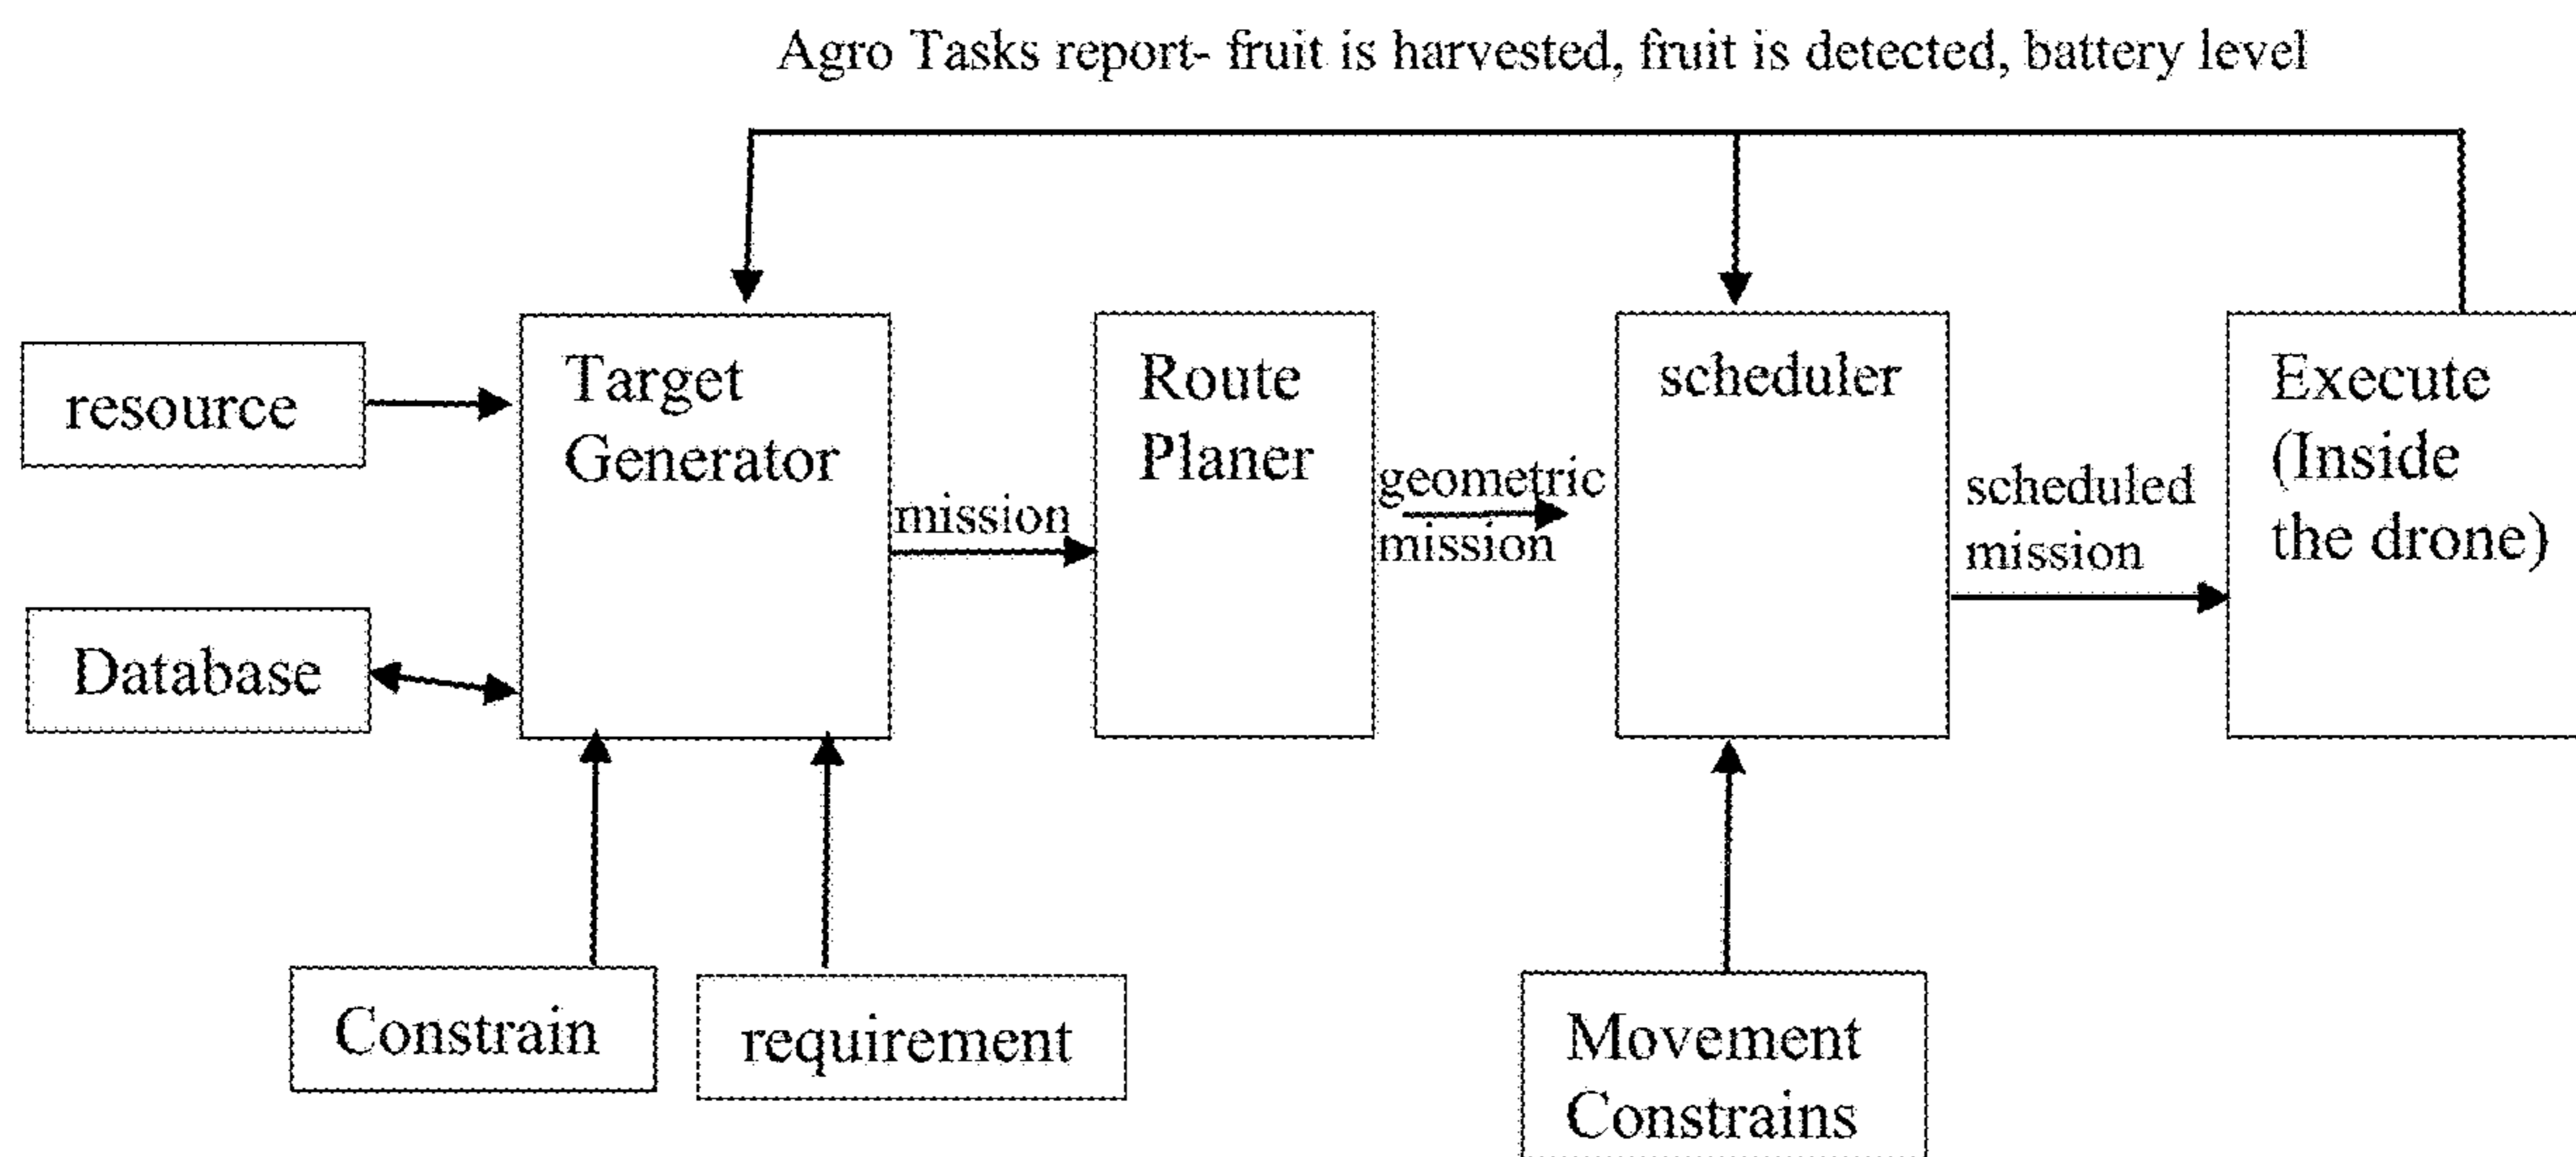 Agro Tasks report- fruit is harvested, fruit is detected, battery level
resource
Database
Target
Generator
mission
Route
Planer
geometric
mission
scheduler
scheduled
mission
Execute
(Inside
the drone)
Constrain
requirement
Movement
Constrains